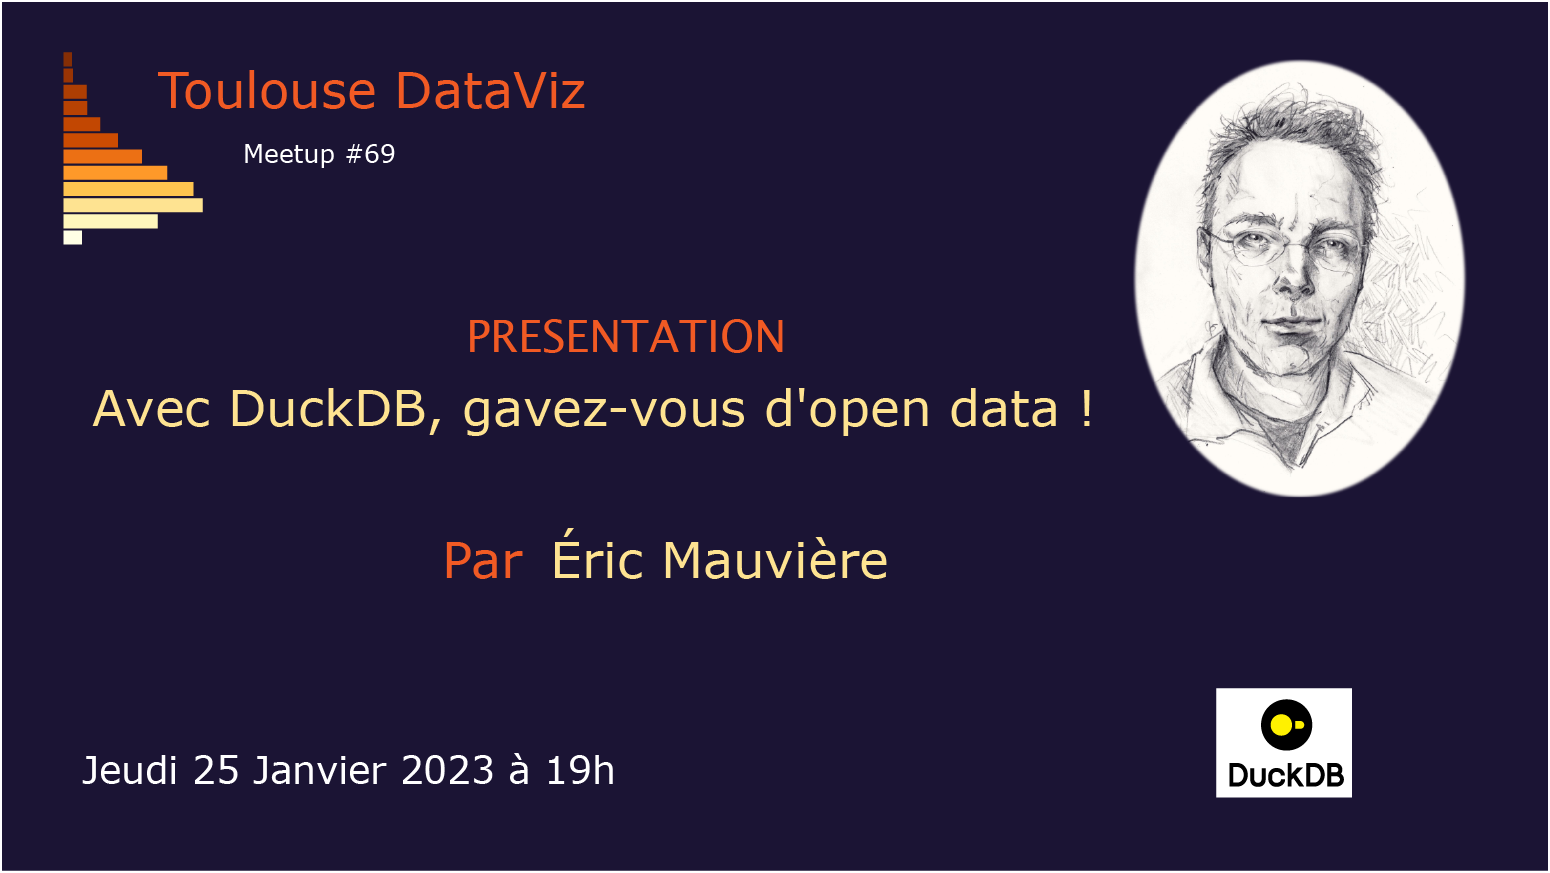 Toulouse DataViz
Meetup #69
PRESENTATION
Avec DuckDB, gavez-vous d'open data !
Par Éric Mauvière
Jeudi 25 Janvier 2023 à 19h
DuckDB